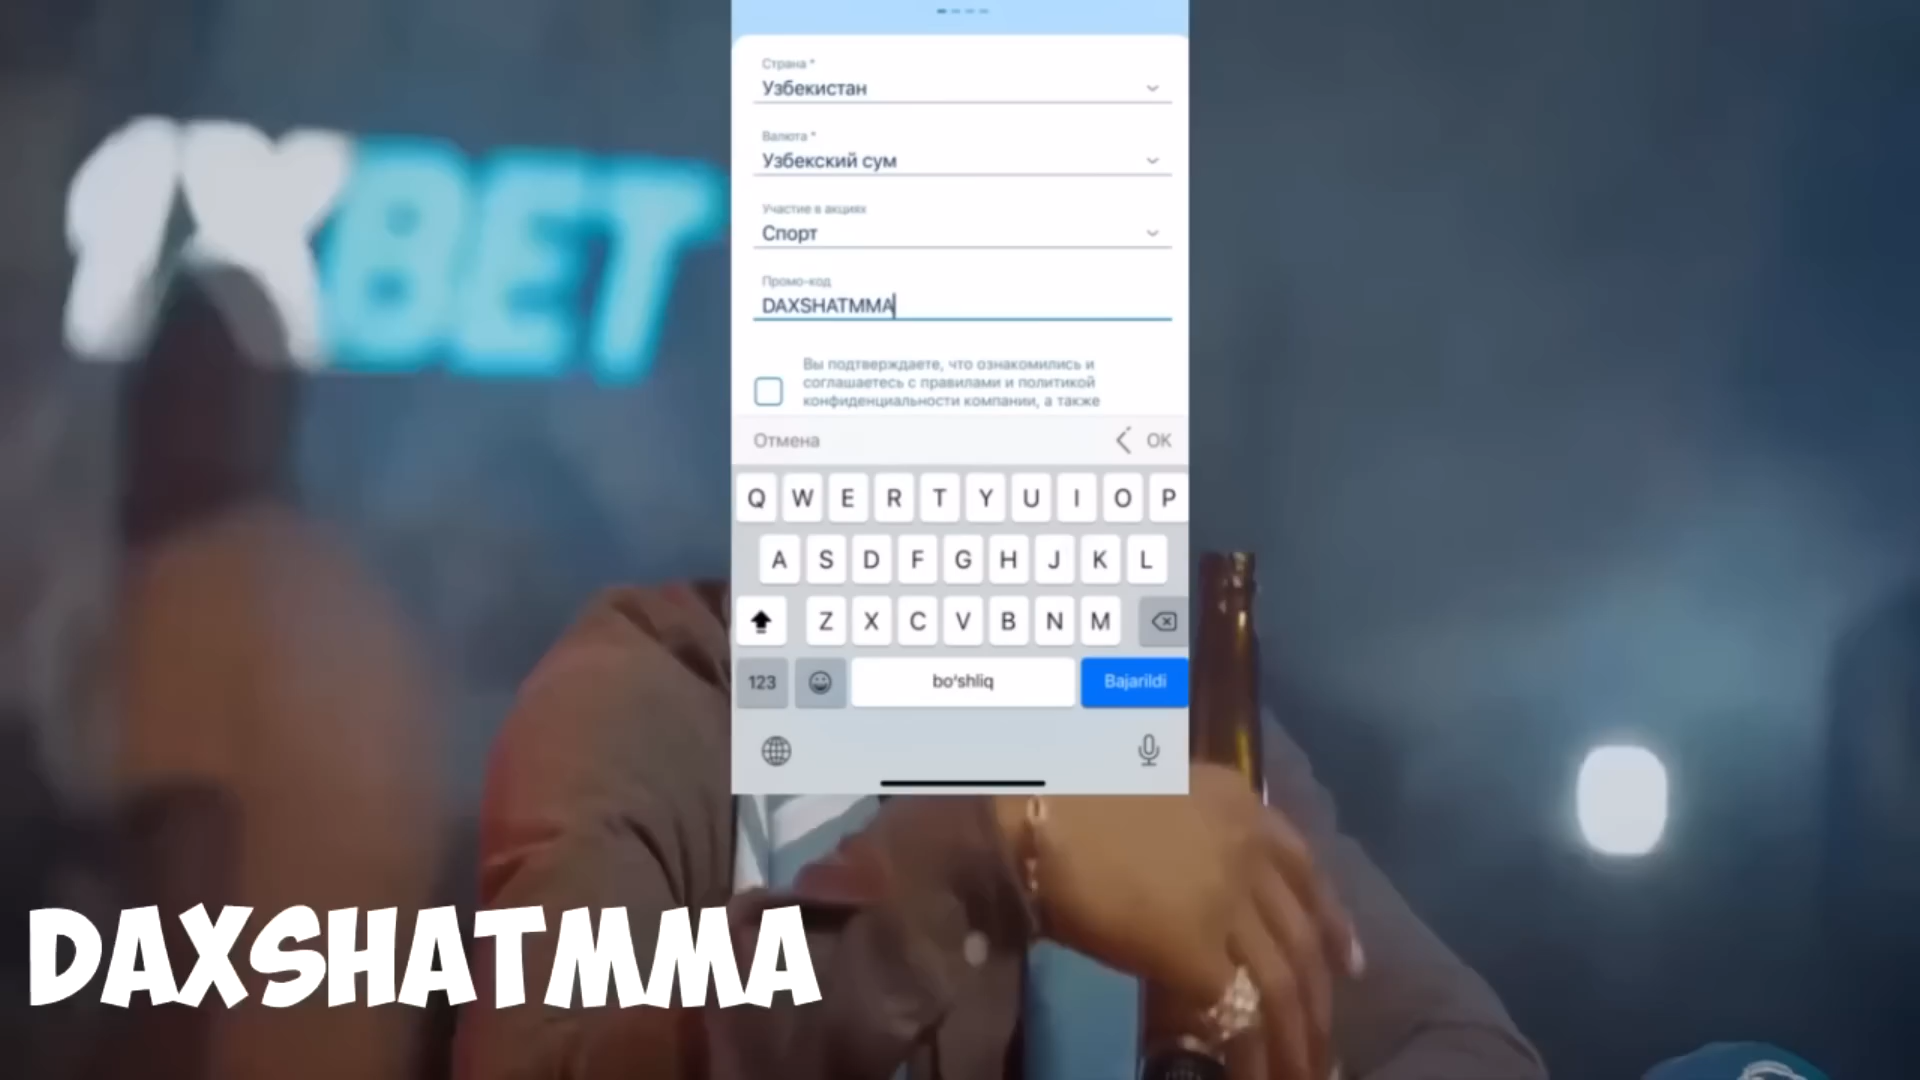 1XBET
Страна *
Узбекистан
Валюта *
Узбекский сум
Участие в акциях
Спорт
Промо-код
DAXSHATMMA
Вы подтверждаете, что ознакомились и
соглашаетесь с правилами и политикой
конфиденциальности компании, а также
Отмена OK
Q W E R T Y U I O P
A S D F G H J K L
Z X C V B N M
123 bo'shliq Bajarildi
DAXSHATMMA